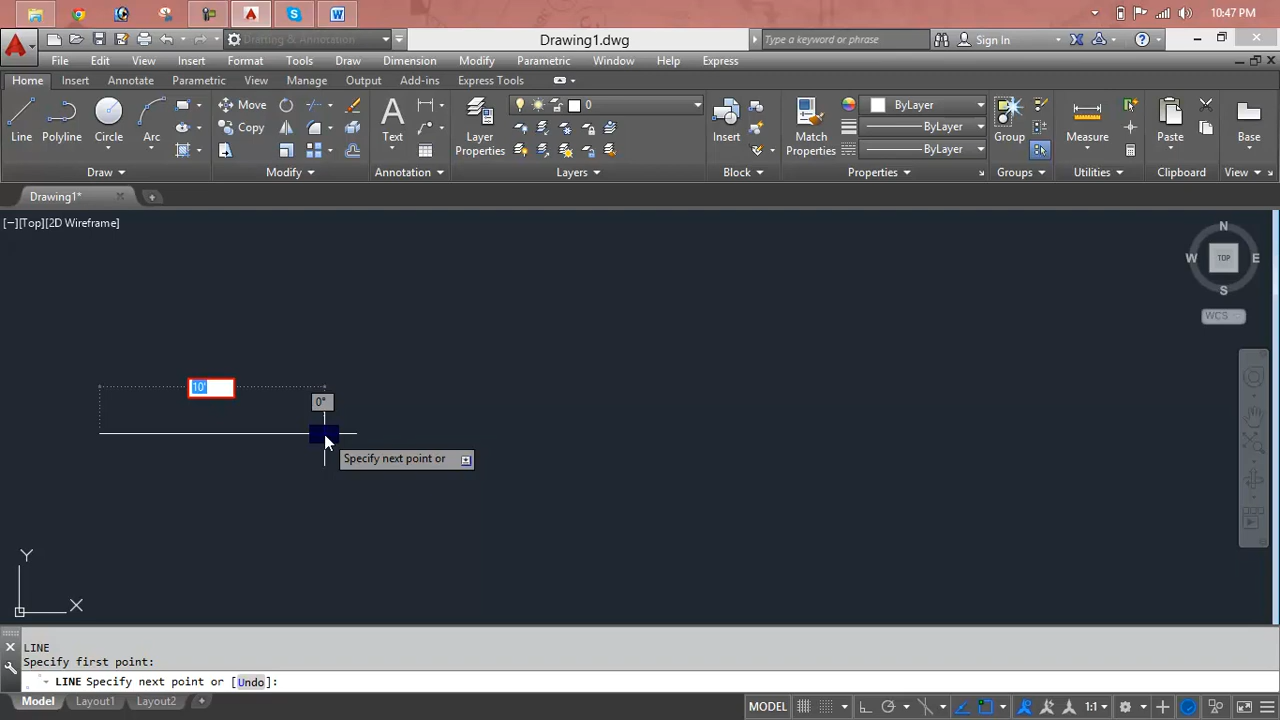 10:47 PM
Drafting & Annotation
Drawing1.dwg
Type a keyword or phrase
Sign In
File Edit View Insert Format Tools Draw Dimension Modify Parametric Window Help Express
Home Insert Annotate Parametric View Manage Output Add-ins Express Tools
Line Polyline Circle Arc
Move
Copy
Text
Layer Properties
0
Insert
Match Properties
ByLayer
ByLayer
ByLayer
Group
Measure
Paste
Base
Draw Modify Annotation Layers Block Properties Groups Utilities Clipboard View
Drawing1*
[−][Top][2D Wireframe]
N
W TOP E
S
WCS
10'
0°
Specify next point or
Y
X
LINE
Specify first point:
LINE Specify next point or [Undo]:
Model Layout1 Layout2
MODEL 1:1